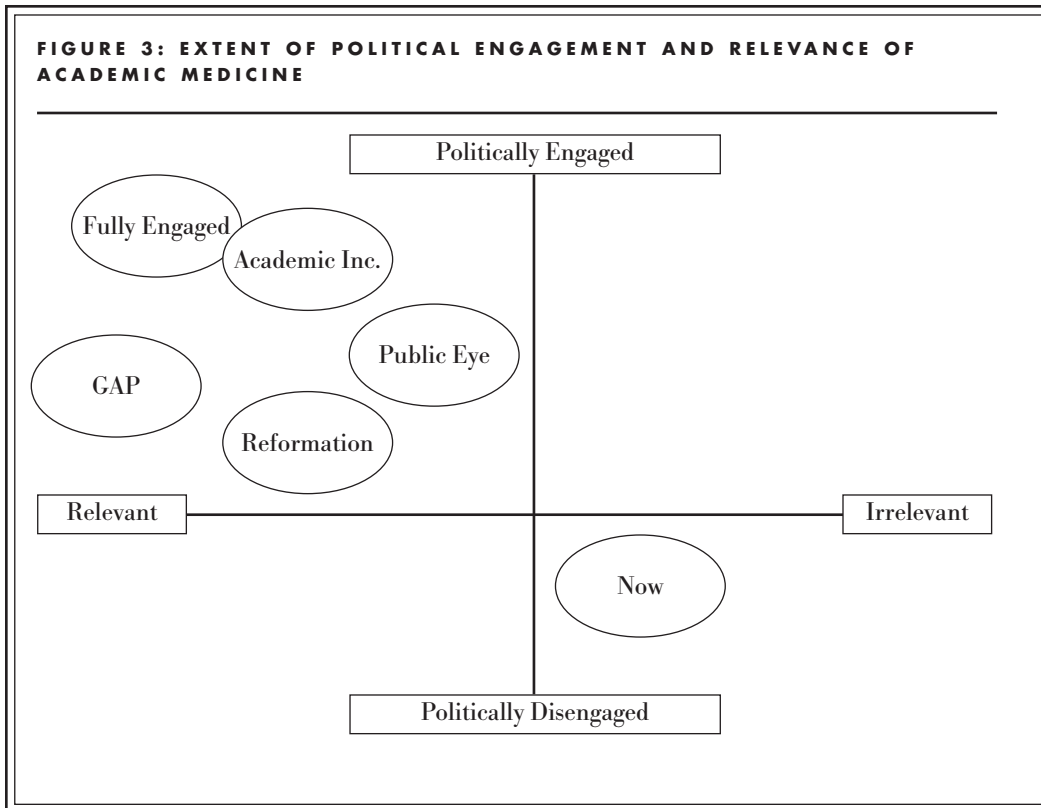 FIGURE 3: EXTENT OF POLITICAL ENGAGEMENT AND RELEVANCE OF
ACADEMIC MEDICINE
Politically Engaged
Fully Engaged
Academic Inc.
Public Eye
GAP
Reformation
Relevant
Irrelevant
Now
Politically Disengaged